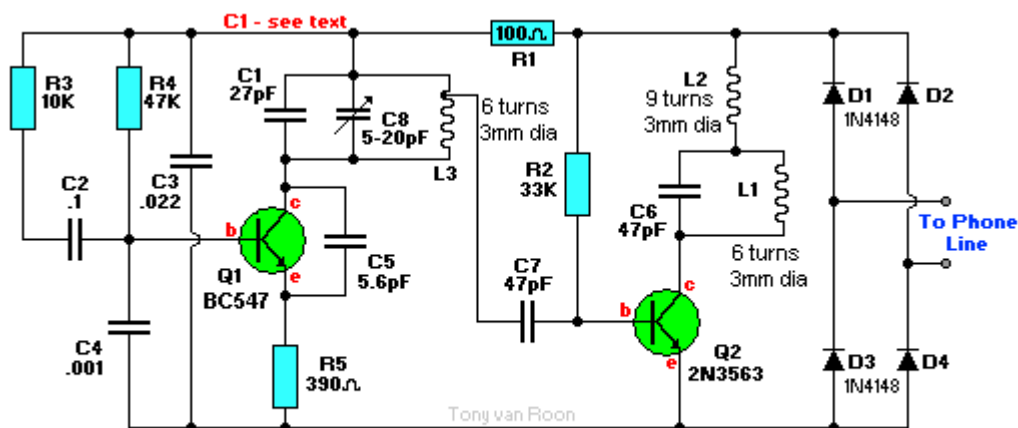 C1 - see text
100Ω
R1
R3
10K
R4
47K
C1
27pF
C8
5-20pF
6 turns
3mm dia
L3
L2
9 turns
3mm dia
D1
1N4148
D2
C2
.1
C3
.022
R2
33K
C6
47pF
L1
6 turns
3mm dia
To Phone
Line
b
c
e
Q1
BC547
C5
5.6pF
C7
47pF
b
c
e
Q2
2N3563
C4
.001
R5
390Ω
D3
1N4148
D4
Tony van Roon